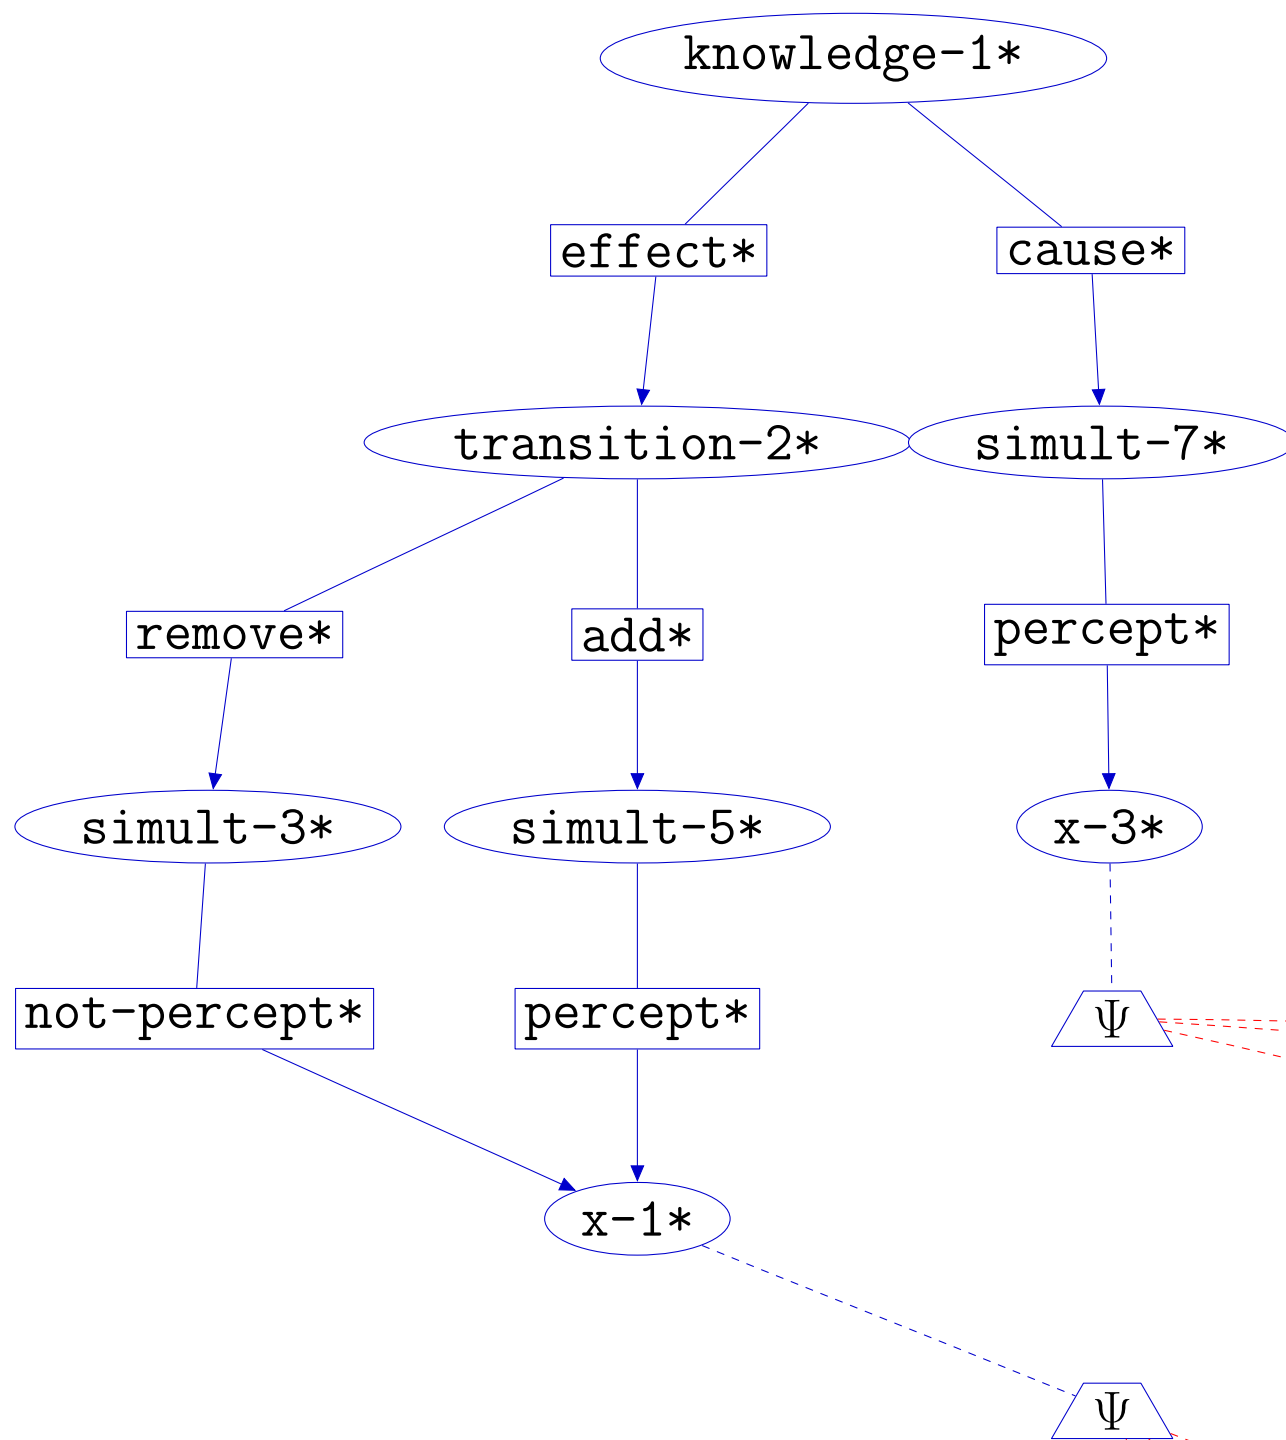 knowledge-1*
effect*
cause*
transition-2*
simult-7*
remove*
add*
percept*
simult-3*
simult-5*
x-3*
not-percept*
percept*
Ψ
x-1*
Ψ